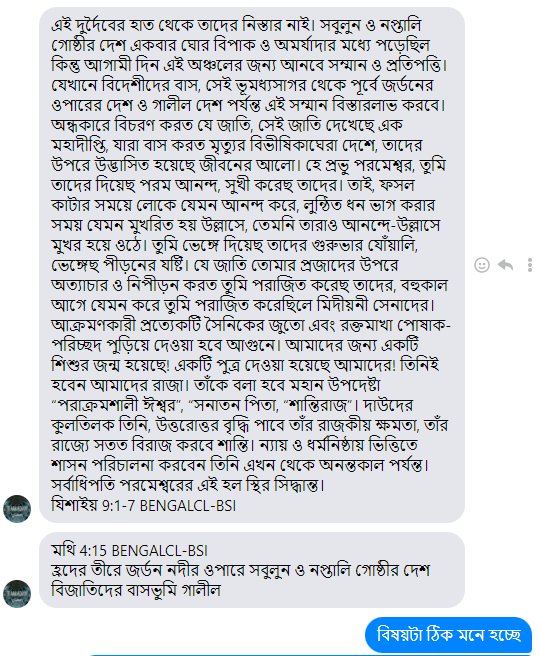 এই দুর্দৈবের হাত থেকে তাদের নিস্তার নাই। সবুলুন ও নপ্তালি
গোষ্ঠীর দেশ একবার ঘোর বিপাক ও অমর্যাদার মধ্যে পড়েছিল
কিন্তু আগামী দিন এই অঞ্চলের জন্য আনবে সম্মান ও প্রতিপত্তি।
যেখানে বিদেশীদের বাস, সেই ভূমধ্যসাগর থেকে পূর্বে জর্ডনের
ওপারের দেশ ও গালীল দেশ পর্যন্ত এই সম্মান বিস্তারলাভ করবে।
অন্ধকারে বিচরণ করত যে জাতি, সেই জাতি দেখেছে এক
মহাদীপ্তি, যারা বাস করত মৃত্যুর বিভীষিকাঘেরা দেশে, তাদের
উপরে উদ্ভাসিত হয়েছে জীবনের আলো। হে প্রভু পরমেশ্বর, তুমি
তাদের দিয়েছ পরম আনন্দ, সুখী করেছ তাদের। তাই, ফসল
কাটার সময়ে লোকে যেমন আনন্দ করে, লুন্ঠিত ধন ভাগ করার
সময় যেমন মুখরিত হয় উল্লাসে, তেমনি তারাও আনন্দে-উল্লাসে
মুখর হয়ে ওঠে। তুমি ভেঙ্গে দিয়েছ তাদের গুরুভার যোঁয়ালি,
ভেঙ্গেছ পীড়নের যষ্টি। যে জাতি তোমার প্রজাদের উপরে
অত্যাচার ও নিপীড়ন করত তুমি পরাজিত করেছ তাদের, বহুকাল
আগে যেমন করে তুমি পরাজিত করেছিলে মিদীয়নী সেনাদের।
আক্রমণকারী প্রত্যেকটি সৈনিকের জুতো এবং রক্তমাখা পোষাক-
পরিচ্ছদ পুড়িয়ে দেওয়া হবে আগুনে। আমাদের জন্য একটি
শিশুর জন্ম হয়েছে! একটি পুত্র দেওয়া হয়েছে আমাদের! তিনিই
হবেন আমাদের রাজা। তাঁকে বলা হবে মহান উপদেষ্টা
“পরাক্রমশালী ঈশ্বর”, “সনাতন পিতা, “শান্তিরাজ”। দাউদের
কুলতিলক তিনি, উত্তরোত্তর বৃদ্ধি পাবে তাঁর রাজকীয় ক্ষমতা, তাঁর
রাজ্যে সতত বিরাজ করবে শান্তি। ন্যায় ও ধর্মনিষ্ঠায় ভিত্তিতে
শাসন পরিচালনা করবেন তিনি এখন থেকে অনন্তকাল পর্যন্ত।
সর্বাধিপতি পরমেশ্বরের এই হল স্থির সিদ্ধান্ত।
যিশাইয় 9:1-7 BENGALCL-BSI
মথি 4:15 BENGALCL-BSI
হ্রদের তীরে জর্ডন নদীর ওপারে সবুলুন ও নপ্তালি গোষ্ঠীর দেশ
বিজাতিদের বাসভূমি গালীল
বিষয়টা ঠিক মনে হচ্ছে